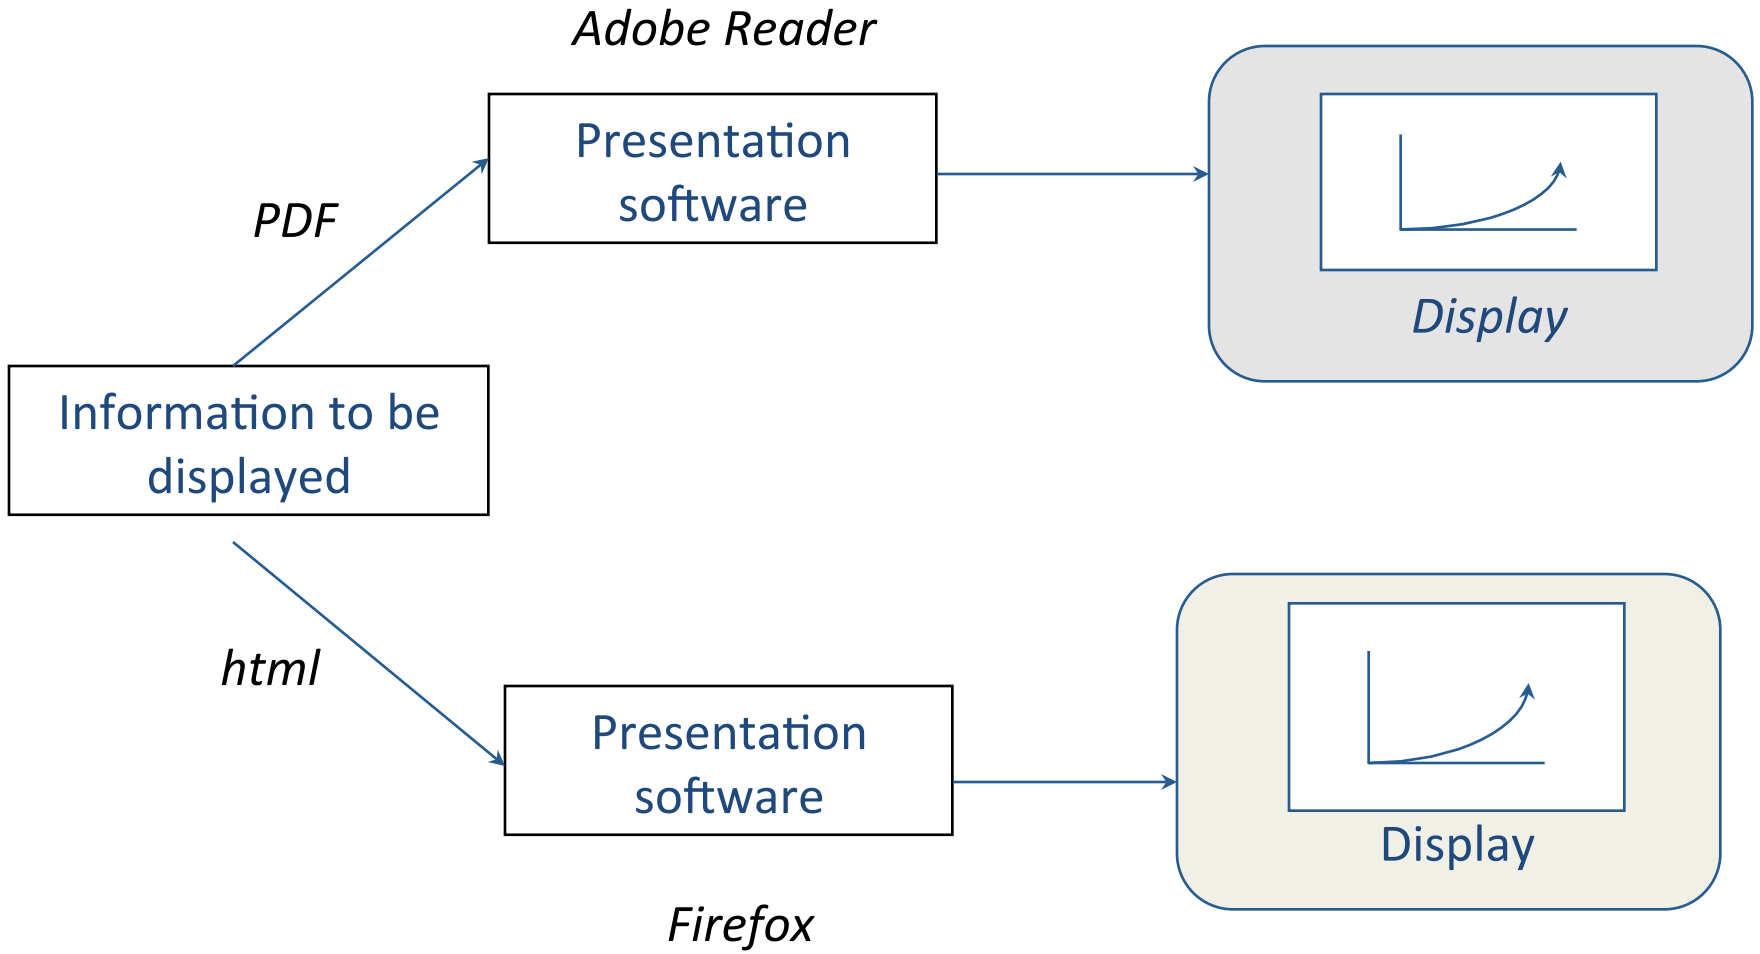 Adobe Reader
Presentation
software
PDF
Display
Information to be
displayed
html
Presentation
software
Display
Firefox